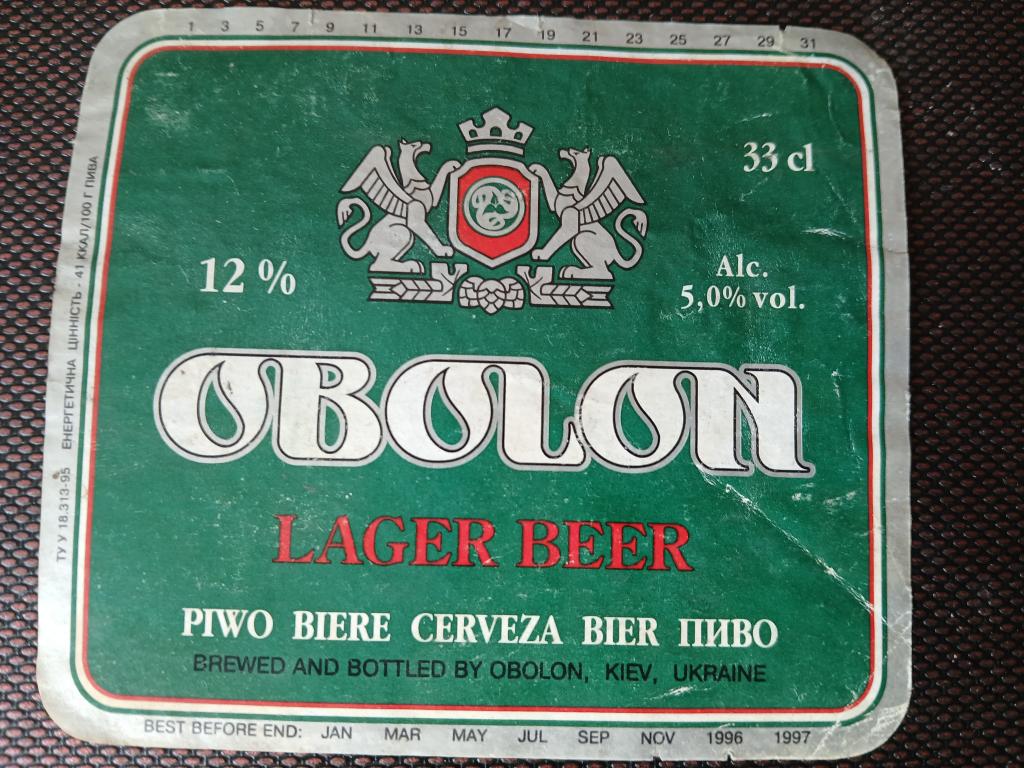 1 3 5 7 9 11 13 15 17 19 21 23 25 27 29 31
33 cl
12 %
Alc.
5,0% vol.
OBOLON
LAGER BEER
PIWO BIERE CERVEZA BIER ПИВО
BREWED AND BOTTLED BY OBOLON, KIEV, UKRAINE
BEST BEFORE END: JAN MAR MAY JUL SEP NOV 1996 1997
ТУ У 18.313-95 ЕНЕРГЕТИЧНА ЦІННІСТЬ - 41 ККАЛ/100 Г ПИВА